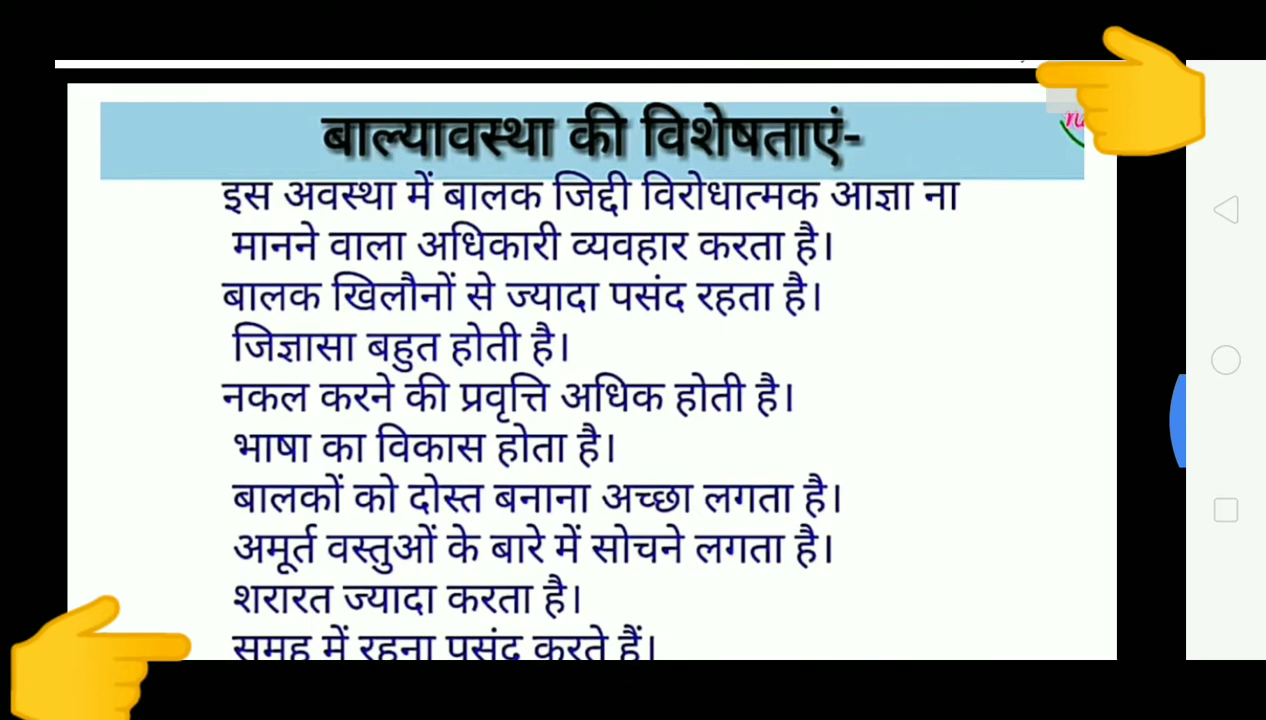 बाल्यावस्था की विशेषताएं-
इस अवस्था में बालक जिद्दी विरोधात्मक आज्ञा ना
मानने वाला अधिकारी व्यवहार करता है।
बालक खिलौनों से ज्यादा पसंद रहता है।
जिज्ञासा बहुत होती है।
नकल करने की प्रवृत्ति अधिक होती है।
भाषा का विकास होता है।
बालकों को दोस्त बनाना अच्छा लगता है।
अमूर्त वस्तुओं के बारे में सोचने लगता है।
शरारत ज्यादा करता है।
समूह में रहना पसंद करते हैं।